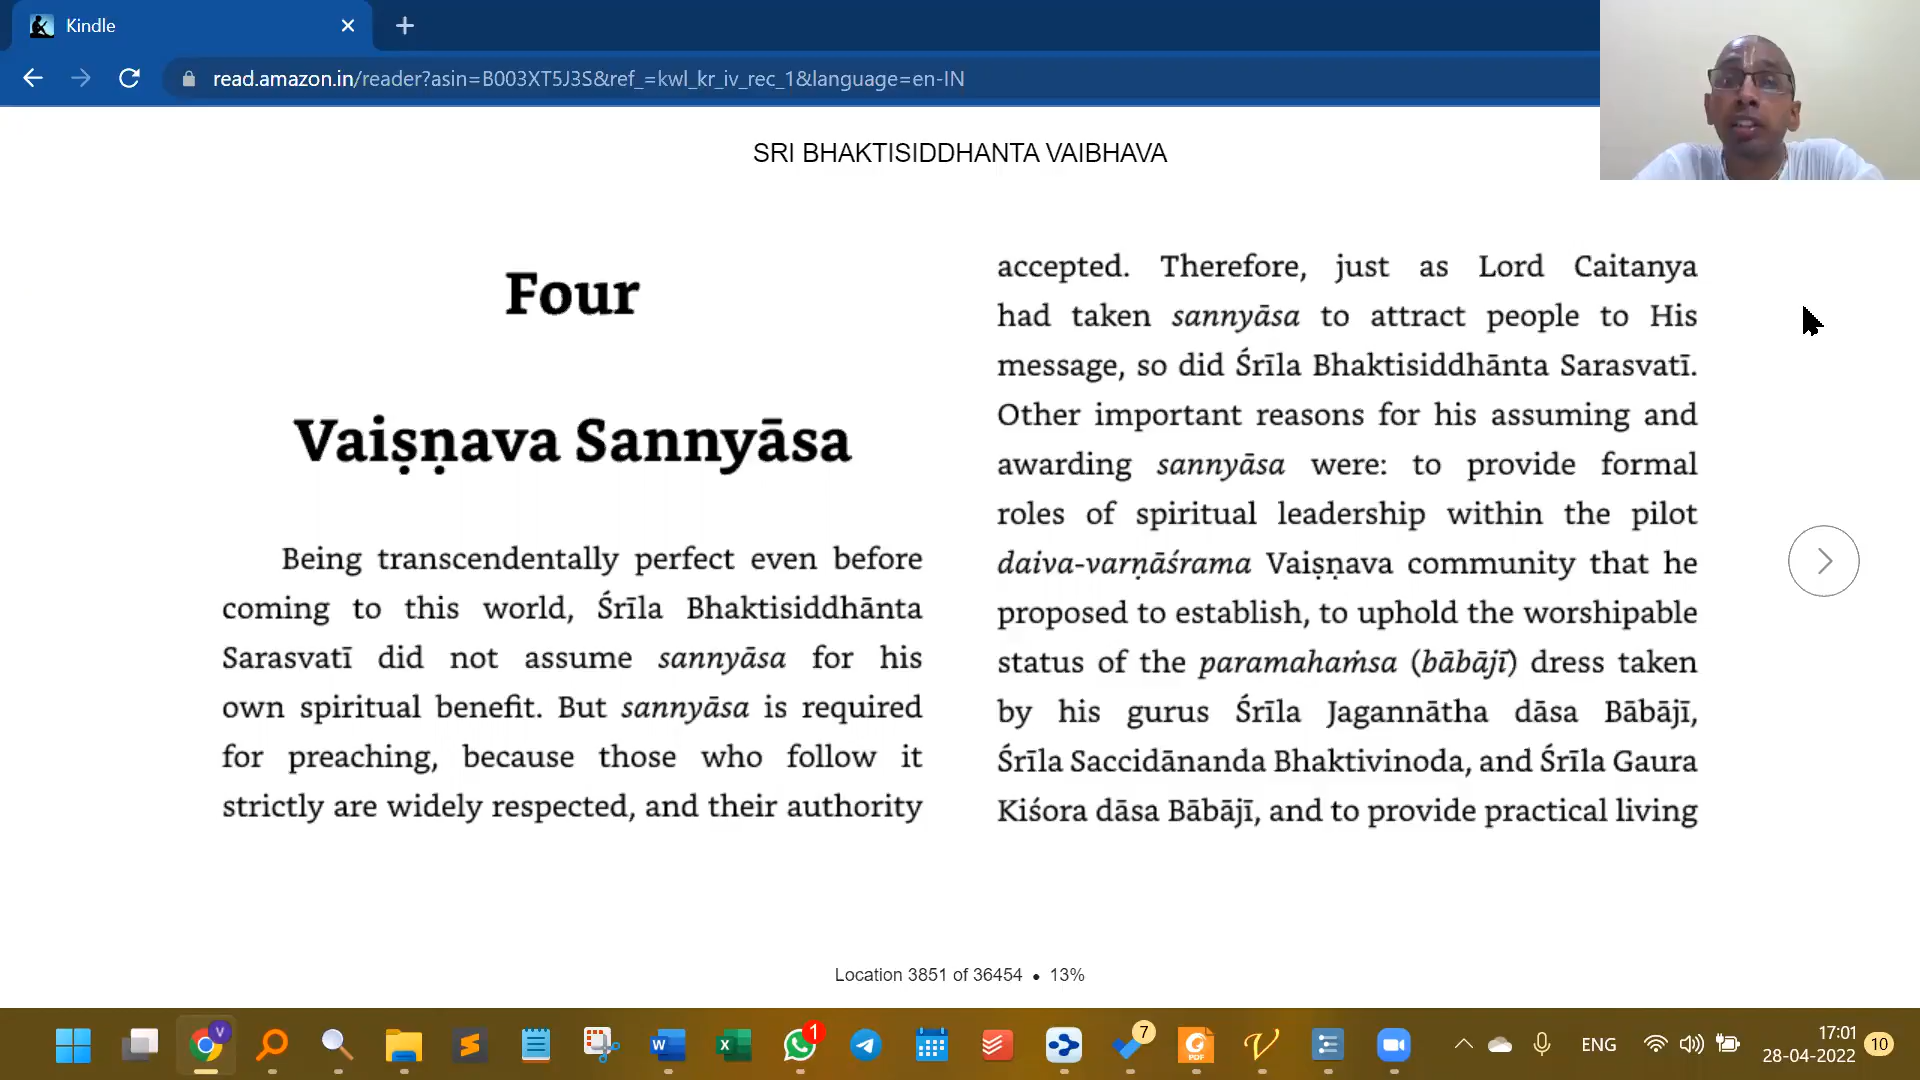 Kindle
read.amazon.in/reader?asin=B003XT5J3S&ref_=kwl_kr_iv_rec_1&language=en-IN
SRI BHAKTISIDDHANTA VAIBHAVA
Four
Vaiṣṇava Sannyāsa
Being transcendentally perfect even before
coming to this world, Śrīla Bhaktisiddhānta
Sarasvatī did not assume sannyāsa for his
own spiritual benefit. But sannyāsa is required
for preaching, because those who follow it
strictly are widely respected, and their authority
accepted. Therefore, just as Lord Caitanya
had taken sannyāsa to attract people to His
message, so did Śrīla Bhaktisiddhānta Sarasvatī.
Other important reasons for his assuming and
awarding sannyāsa were: to provide formal
roles of spiritual leadership within the pilot
daiva-varṇāśrama Vaiṣṇava community that he
proposed to establish, to uphold the worshipable
status of the paramahaṁsa (bābājī) dress taken
by his gurus Śrīla Jagannātha dāsa Bābājī,
Śrīla Saccidānanda Bhaktivinoda, and Śrīla Gaura
Kiśora dāsa Bābājī, and to provide practical living
Location 3851 of 36454 • 13%
V
1
7
PDF
ENG
17:01
28-04-2022
10